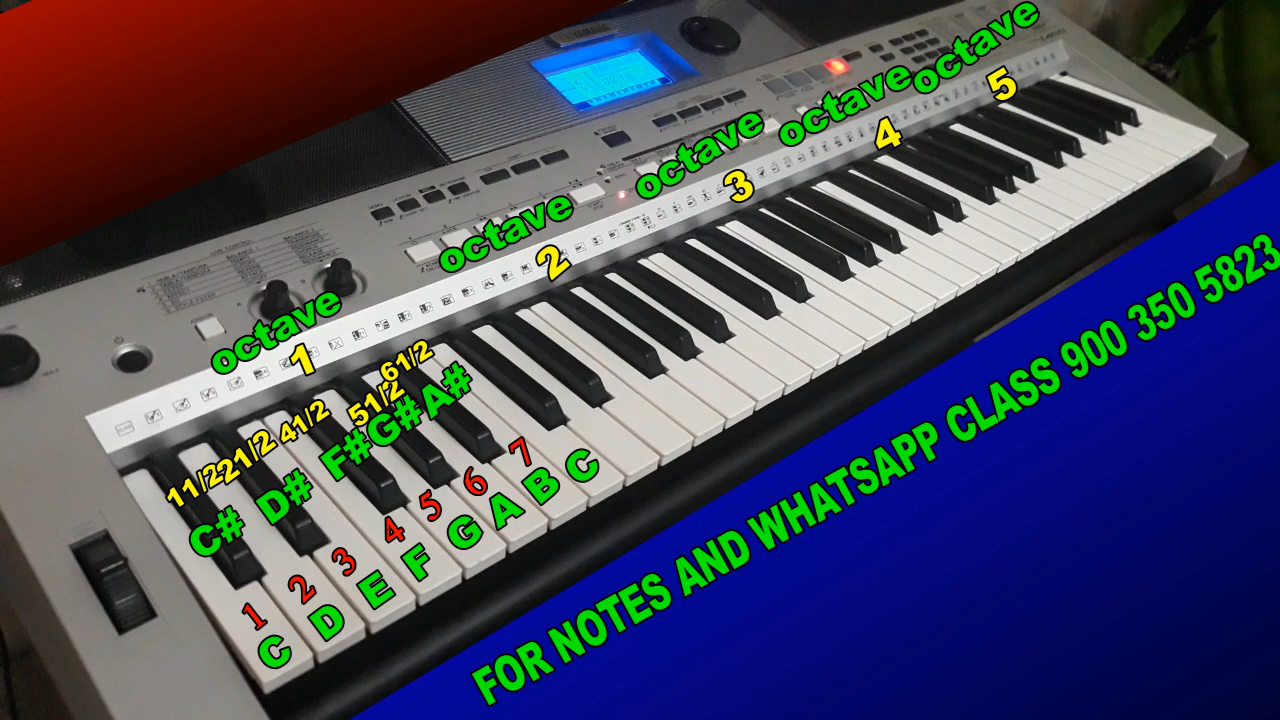 YAMAHA
octave
5
octave
4
octave
3
octave
2
octave
1
61/2
51/2
41/2
21/2
11/2
A#
G#
F#
D#
C#
7
6
5
4
3
2
1
C
B
A
G
F
E
D
C
FOR NOTES AND WHATSAPP CLASS 900 350 5823